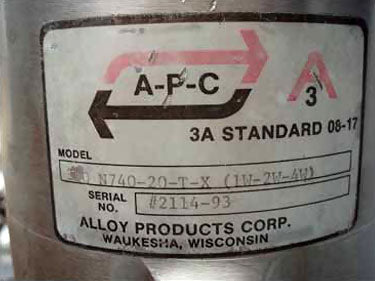 A-P-C
3
3A STANDARD 08-17
MODEL
N740-20-T-X (1W-2W-4W)
SERIAL NO. #2114-93
ALLOY PRODUCTS CORP.
WAUKESHA, WISCONSIN